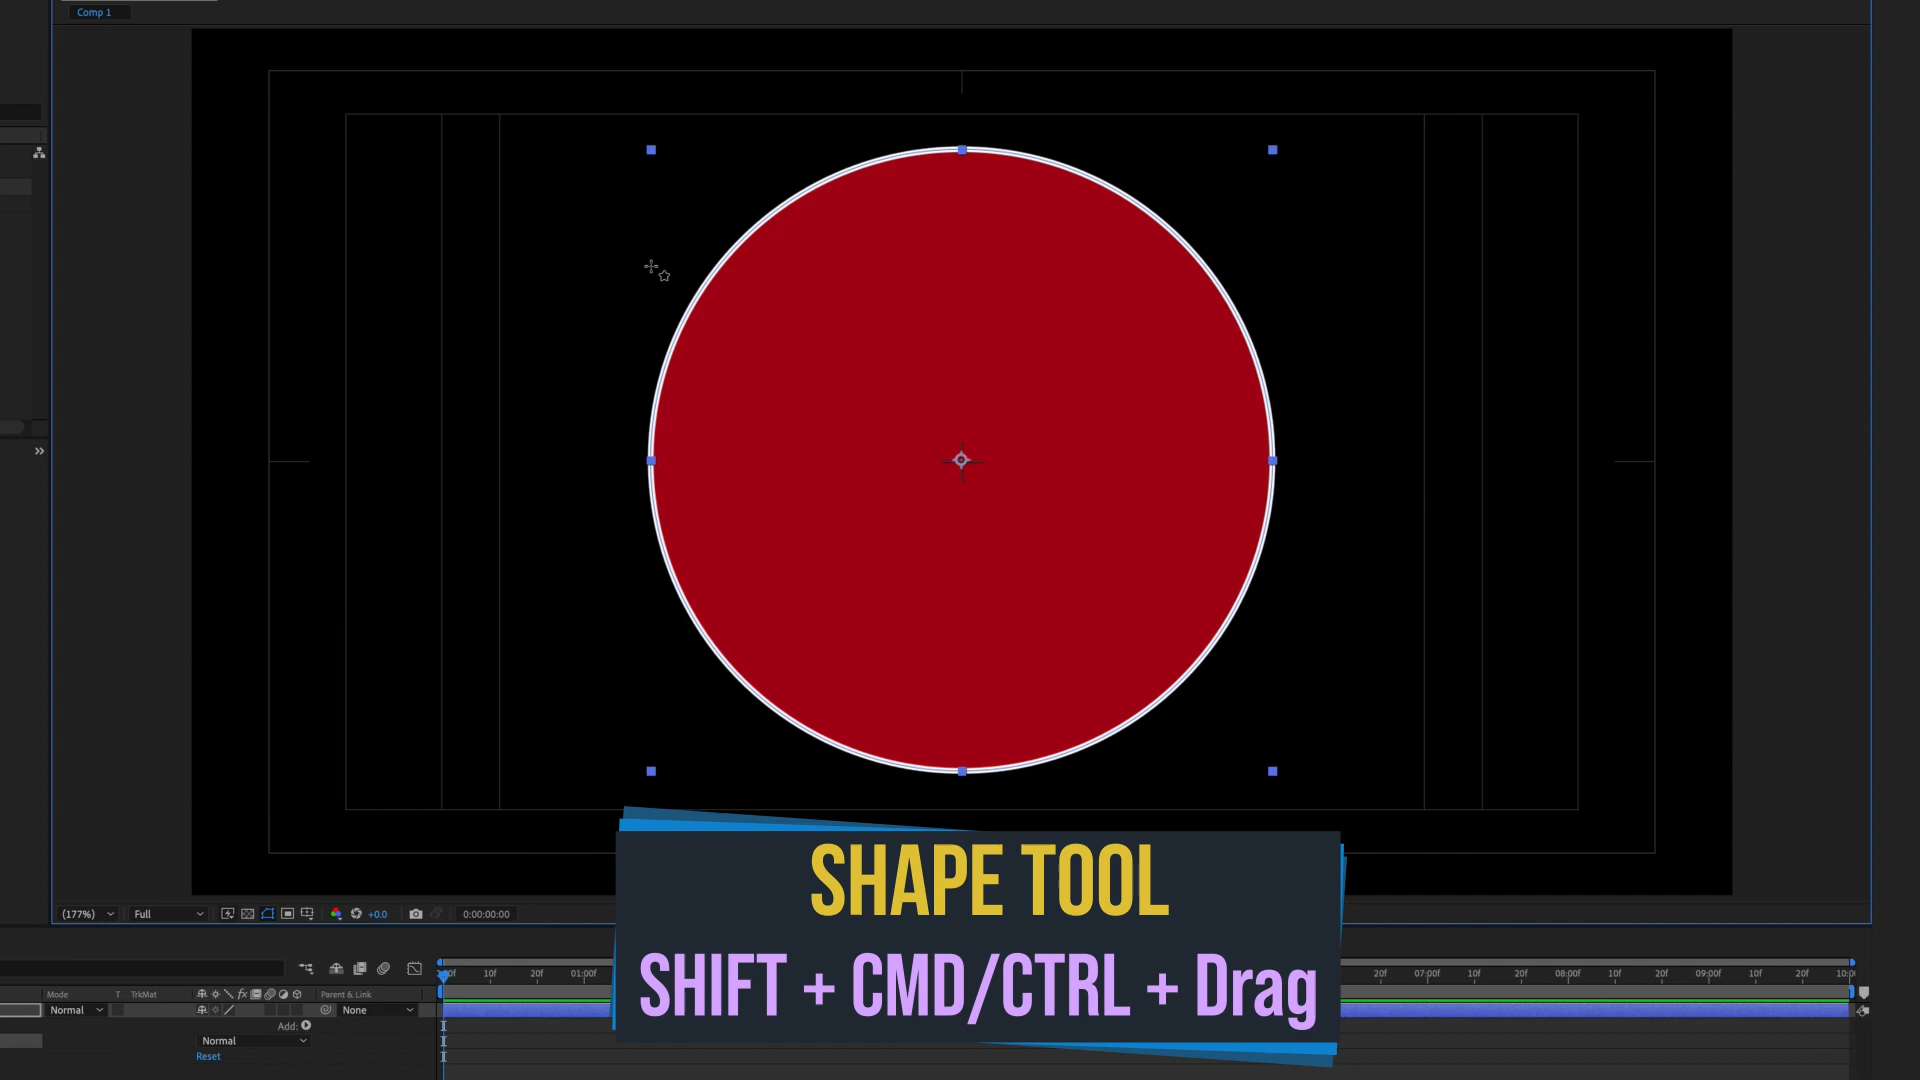 Comp 1
(177%)
Full
+0.0
0:00:00:00
SHAPE TOOL
SHIFT + CMD/CTRL + Drag
10f 20f 01:00f
20f 07:00f 10f 20f 08:00f 10f 20f 09:00f 10f 20f
Mode T TrkMat fx Parent & Link
Normal None
Add:
Normal
Reset